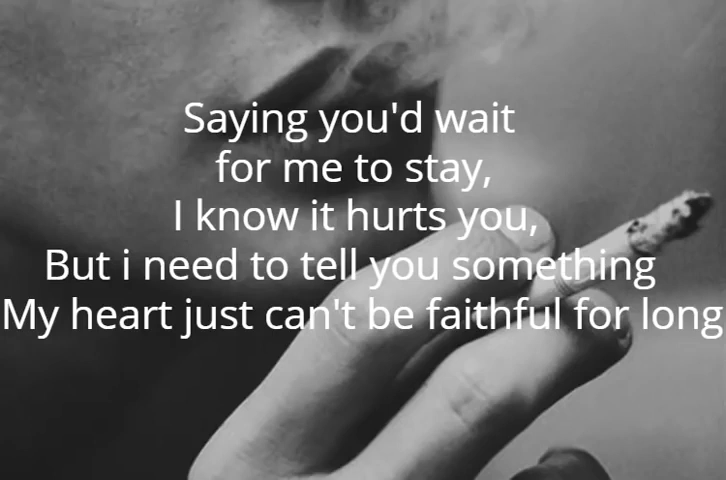 Saying you'd wait
for me to stay,
I know it hurts you,
But i need to tell you something
My heart just can't be faithful for long